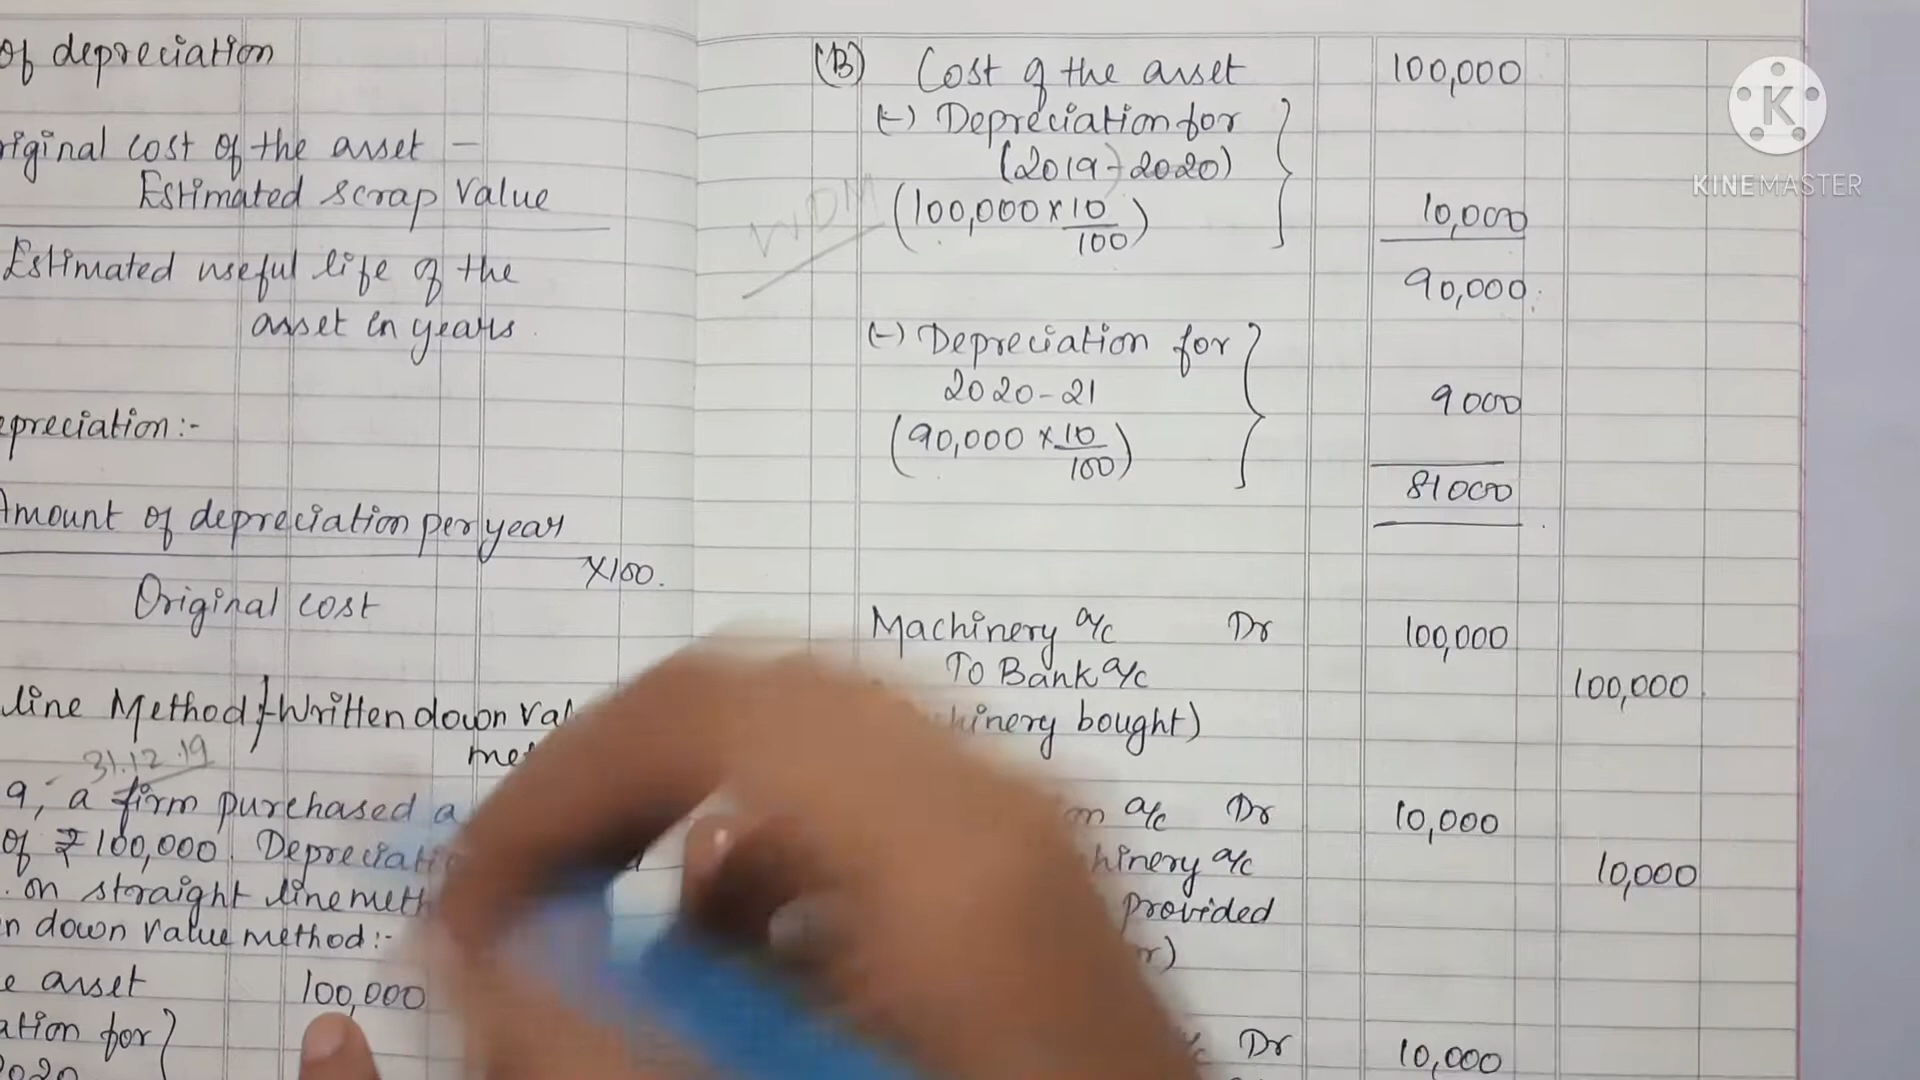 of depreciation
riginal cost of the asset –
Estimated scrap value
Estimated useful life of the
asset in years.
epreciation:-
Amount of depreciation per year
×100.
Original cost
line Method / Written down val
me
31.12.19
9, a firm purchased a
of ₹100,000. Depreciati
. on straight line meth
n down value method:-
e asset 100,000
ation for
2020
(B) Cost of the asset 100,000
(-) Depreciation for
(2019-2020)
(100,000 × 10/100) 10,000
WDM
90,000
(-) Depreciation for
2020-21 9000
(90,000 × 10/100)
81000
Machinery a/c Dr 100,000
To Bank a/c 100,000
hinery bought)
on a/c Dr 10,000
hinery a/c 10,000
provided
r)
Dr 10,000
KINEMASTER